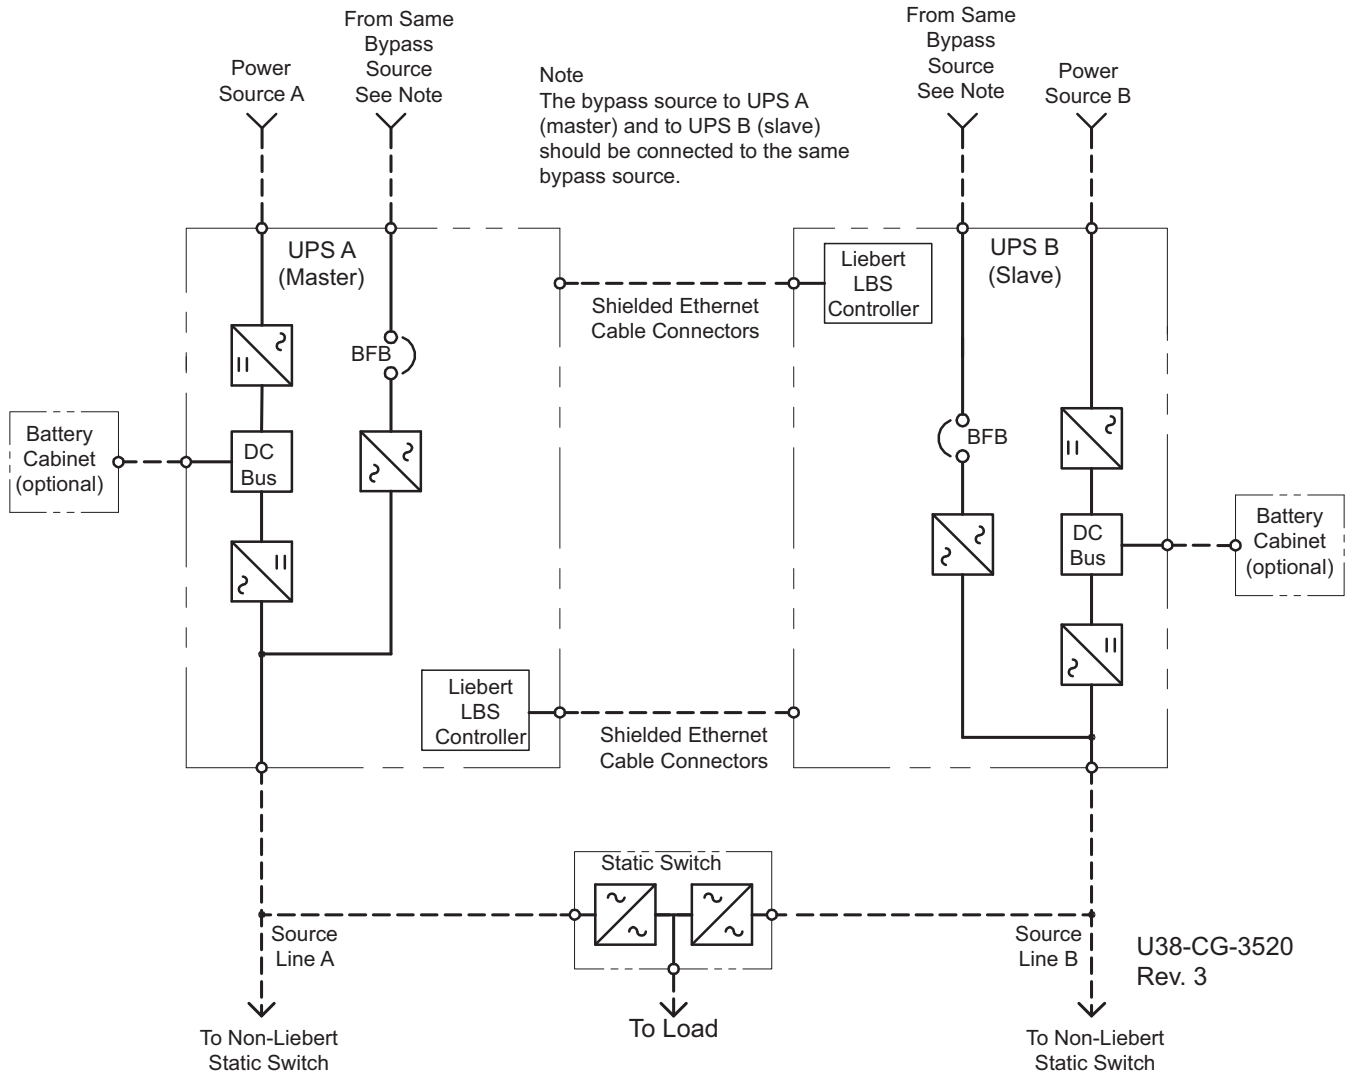 From Same
Bypass
Source
See Note
Power
Source A
Note
The bypass source to UPS A
(master) and to UPS B (slave)
should be connected to the same
bypass source.
From Same
Bypass
Source
See Note
Power
Source B
UPS A
(Master)
Shielded Ethernet
Cable Connectors
Liebert
LBS
Controller
UPS B
(Slave)
BFB
Battery
Cabinet
(optional)
DC
Bus
BFB
DC
Bus
Battery
Cabinet
(optional)
Liebert
LBS
Controller
Shielded Ethernet
Cable Connectors
Static Switch
Source
Line A
Source
Line B
U38-CG-3520
Rev. 3
To Non-Liebert
Static Switch
To Load
To Non-Liebert
Static Switch